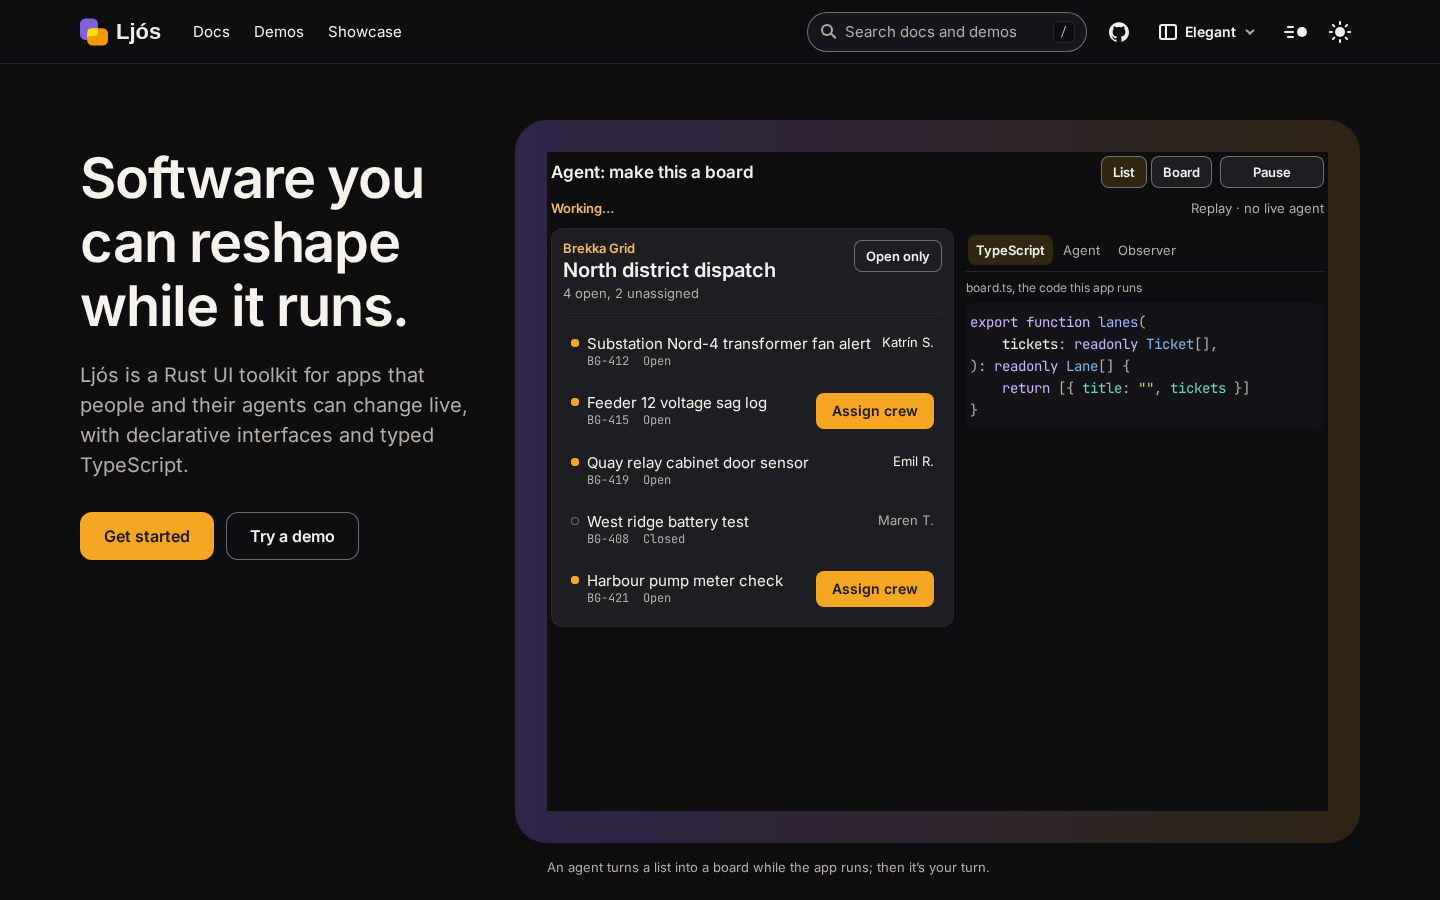 Ljós
Docs
Demos
Showcase
Search docs and demos
/
Elegant
Software you
can reshape
while it runs.
Ljós is a Rust UI toolkit for apps that
people and their agents can change live,
with declarative interfaces and typed
TypeScript.
Get started
Try a demo
Agent: make this a board
List
Board
Pause
Working...
Replay · no live agent
Brekka Grid
North district dispatch
4 open, 2 unassigned
Open only
Substation Nord-4 transformer fan alert
Katrín S.
BG-412 Open
Feeder 12 voltage sag log
BG-415 Open
Assign crew
Quay relay cabinet door sensor
Emil R.
BG-419 Open
West ridge battery test
Maren T.
BG-408 Closed
Harbour pump meter check
BG-421 Open
Assign crew
TypeScript
Agent
Observer
board.ts, the code this app runs
export function lanes(
    tickets: readonly Ticket[],
): readonly Lane[] {
    return [{ title: "", tickets }]
}
An agent turns a list into a board while the app runs; then it’s your turn.